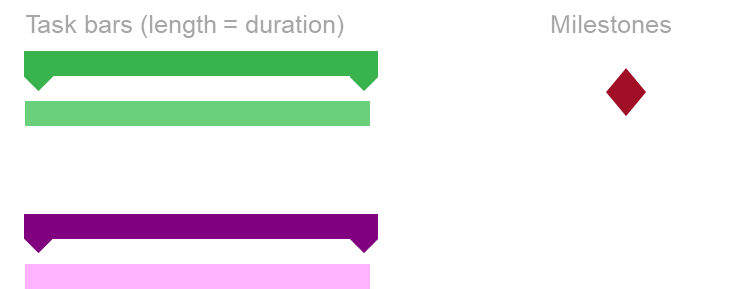 Task bars (length = duration)
Milestones